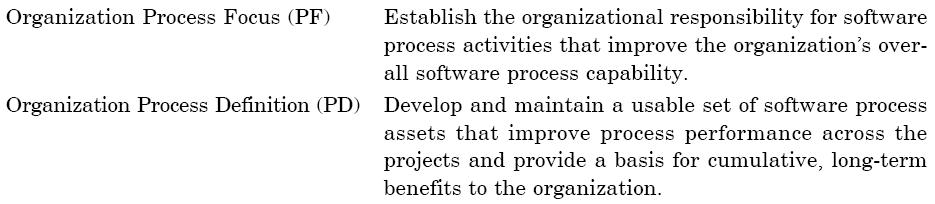 Organization Process Focus (PF) Establish the organizational responsibility for software
process activities that improve the organization's over-
all software process capability.
Organization Process Definition (PD) Develop and maintain a usable set of software process
assets that improve process performance across the
projects and provide a basis for cumulative, long-term
benefits to the organization.